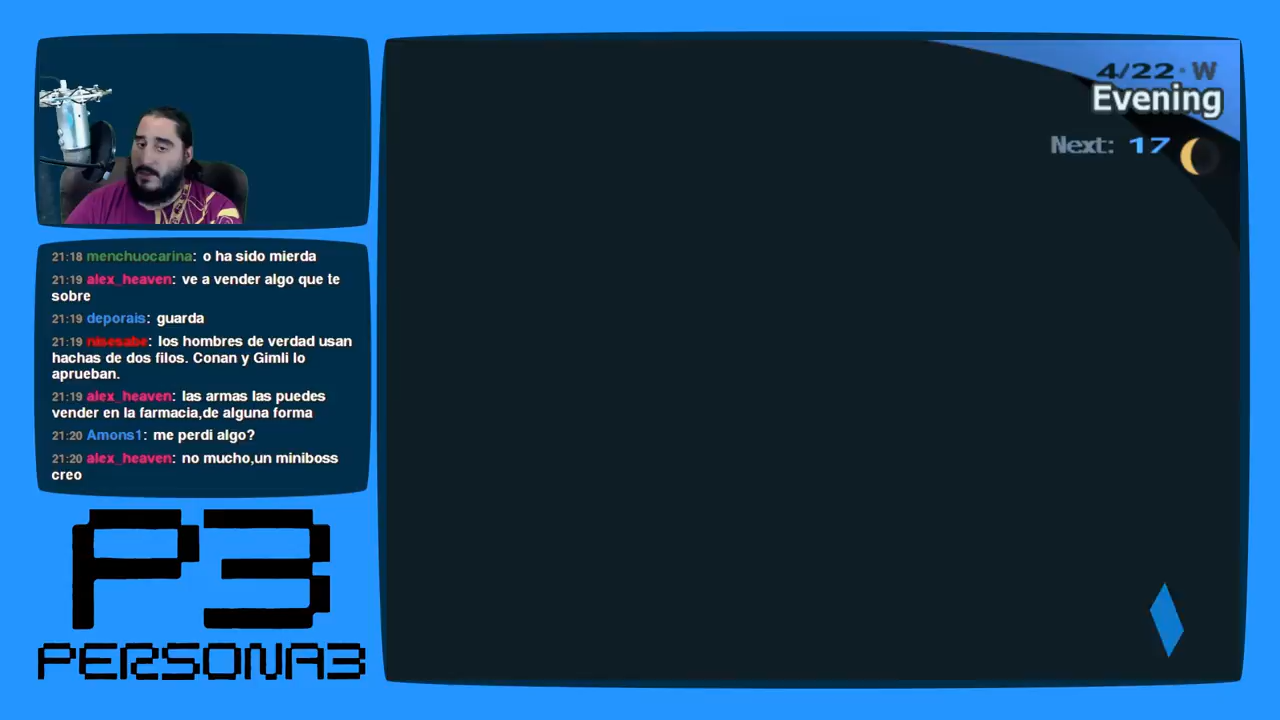 4/22·W
Evening
Next: 17
21:18 menchuocarina: o ha sido mierda
21:19 alex_heaven: ve a vender algo que te
sobre
21:19 deporais: guarda
21:19 nisesabe: los hombres de verdad usan
hachas de dos filos. Conan y Gimli lo
aprueban.
21:19 alex_heaven: las armas las puedes
vender en la farmacia,de alguna forma
21:20 Amons1: me perdi algo?
21:20 alex_heaven: no mucho,un miniboss
creo
P3
PERSONA3